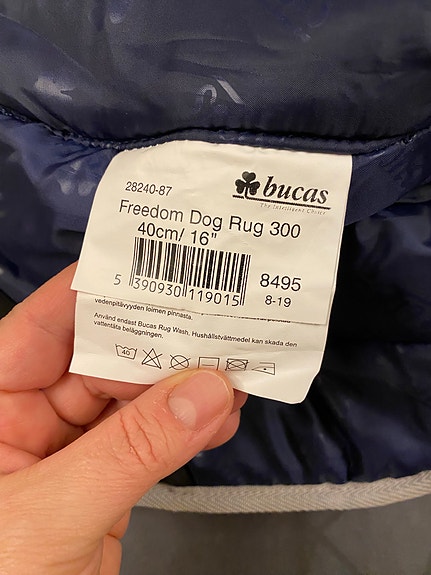 28240-87
bucas
The Intelligent Choice
Freedom Dog Rug 300
40cm/ 16"
5 390930 119015
8495
8-19
vedenpitävyyden loimen pinnasta.
Använd endast Bucas Rug Wash. Hushållstvättmedel kan skada den
vattentäta beläggningen.
40